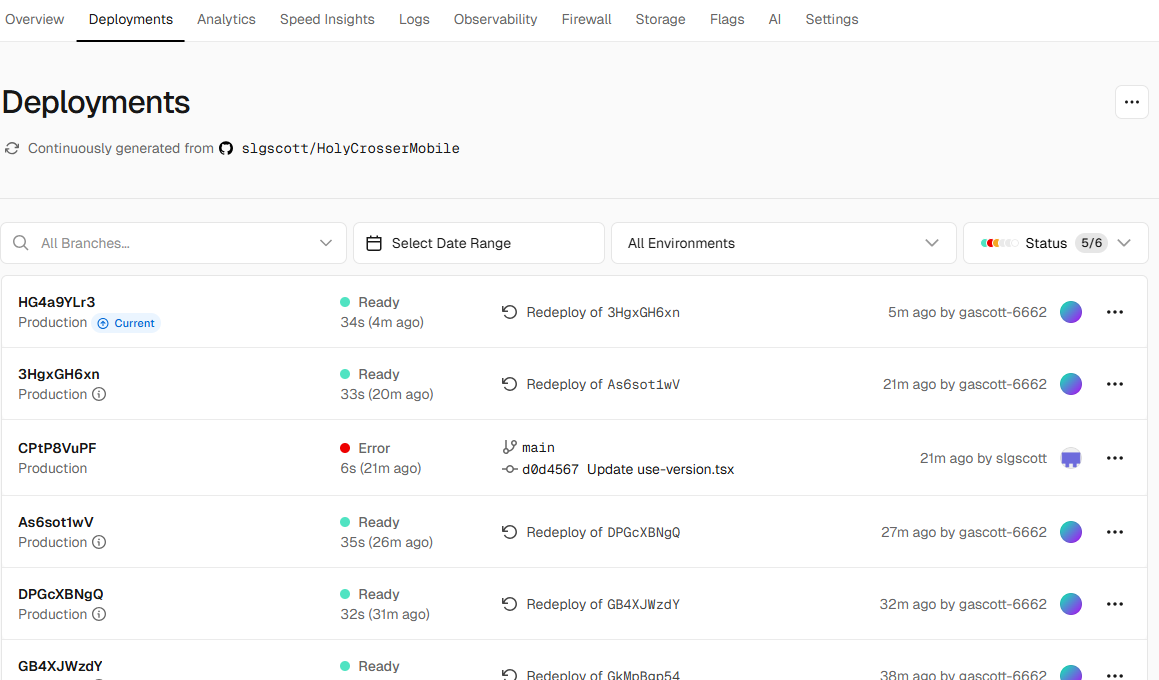 Overview Deployments Analytics Speed Insights Logs Observability Firewall Storage Flags AI Settings
Deployments
Continuously generated from slgscott/HolyCrosserMobile
All Branches... Select Date Range All Environments Status 5/6
HG4a9YLr3 Ready
Production Current 34s (4m ago) Redeploy of 3HgxGH6xn 5m ago by gascott-6662
3HgxGH6xn Ready
Production 33s (20m ago) Redeploy of As6sot1wV 21m ago by gascott-6662
CPtP8VuPF Error main
Production 6s (21m ago) d0d4567 Update use-version.tsx 21m ago by slgscott
As6sot1wV Ready
Production 35s (26m ago) Redeploy of DPGcXBNgQ 27m ago by gascott-6662
DPGcXBNgQ Ready
Production 32s (31m ago) Redeploy of GB4XJWzdY 32m ago by gascott-6662
GB4XJWzdY Ready
Redeploy of GkMpBgp54 38m ago by gascott-6662